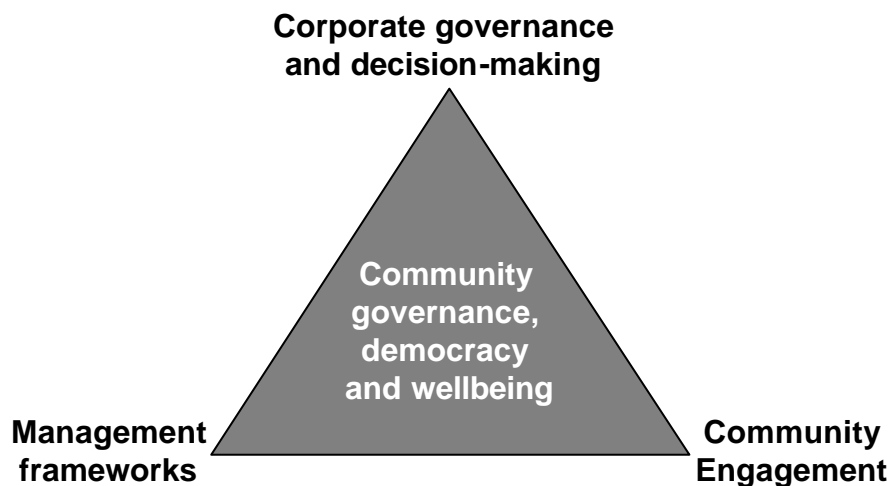 Corporate governance
and decision-making
Community
governance,
democracy
and wellbeing
Management
frameworks
Community
Engagement